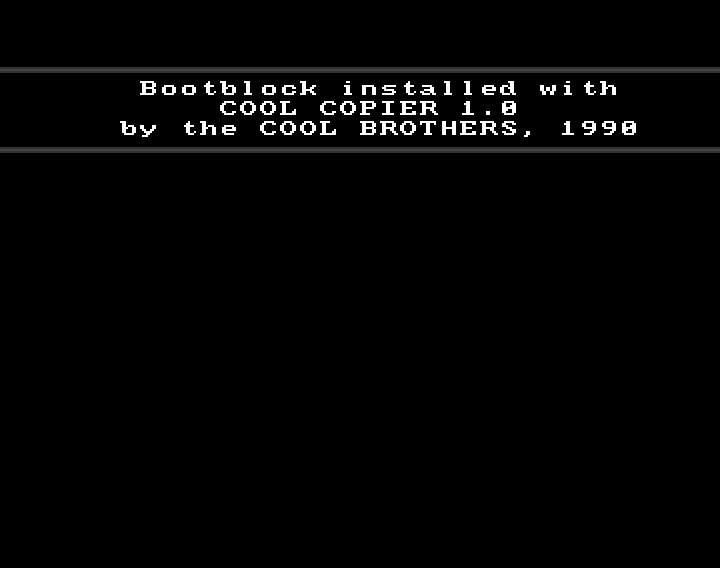 Bootblock installed with
COOL COPIER 1.0
by the COOL BROTHERS, 1990